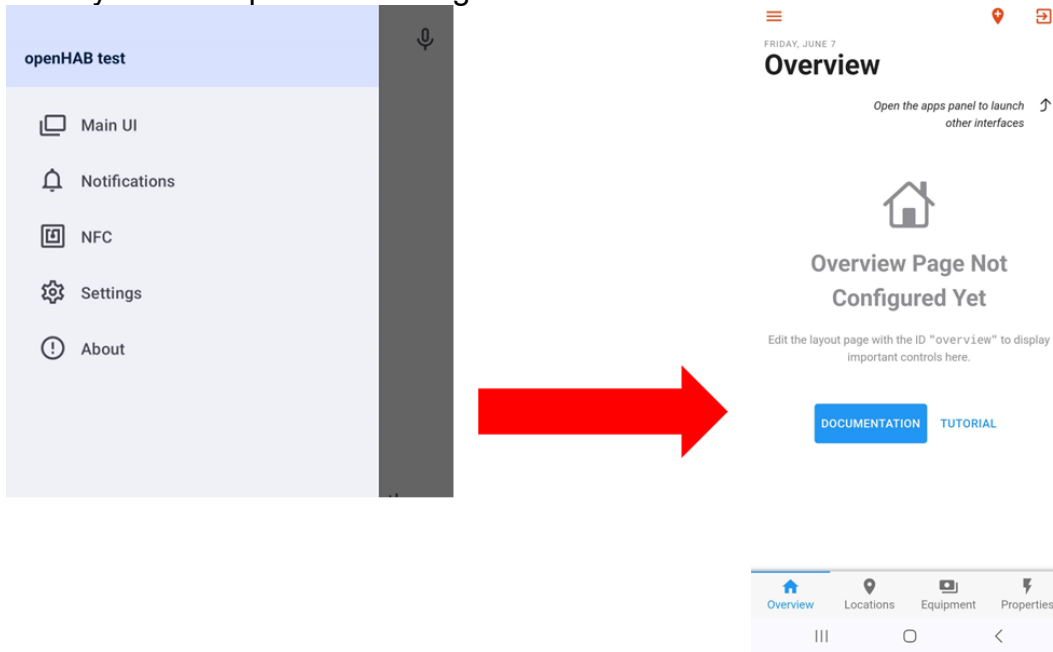 openHAB test
Main UI
Notifications
NFC
Settings
About
FRIDAY, JUNE 7
Overview
Open the apps panel to launch
other interfaces
Overview Page Not
Configured Yet
Edit the layout page with the ID "overview" to display
important controls here.
DOCUMENTATION TUTORIAL
Overview Locations Equipment Properties